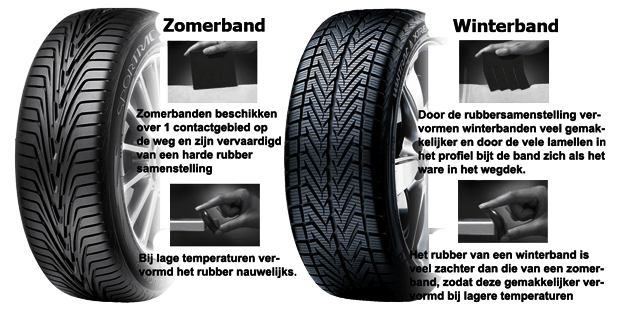 Zomerband
Zomerbanden beschikken
over 1 contactgebied op
de weg en zijn vervaardigd
van een harde rubber
samenstelling
Bij lage temperaturen ver-
vormd het rubber nauwelijks.
SPORTRAC
Winterband
Door de rubbersamenstelling ver-
vormen winterbanden veel gemak-
kelijker en door de vele lamellen in
het profiel bijt de band zich als het
ware in het wegdek.
Het rubber van een winterband is
veel zachter dan die van een zomer-
band, zodat deze gemakkelijker ver-
vormd bij lagere temperaturen